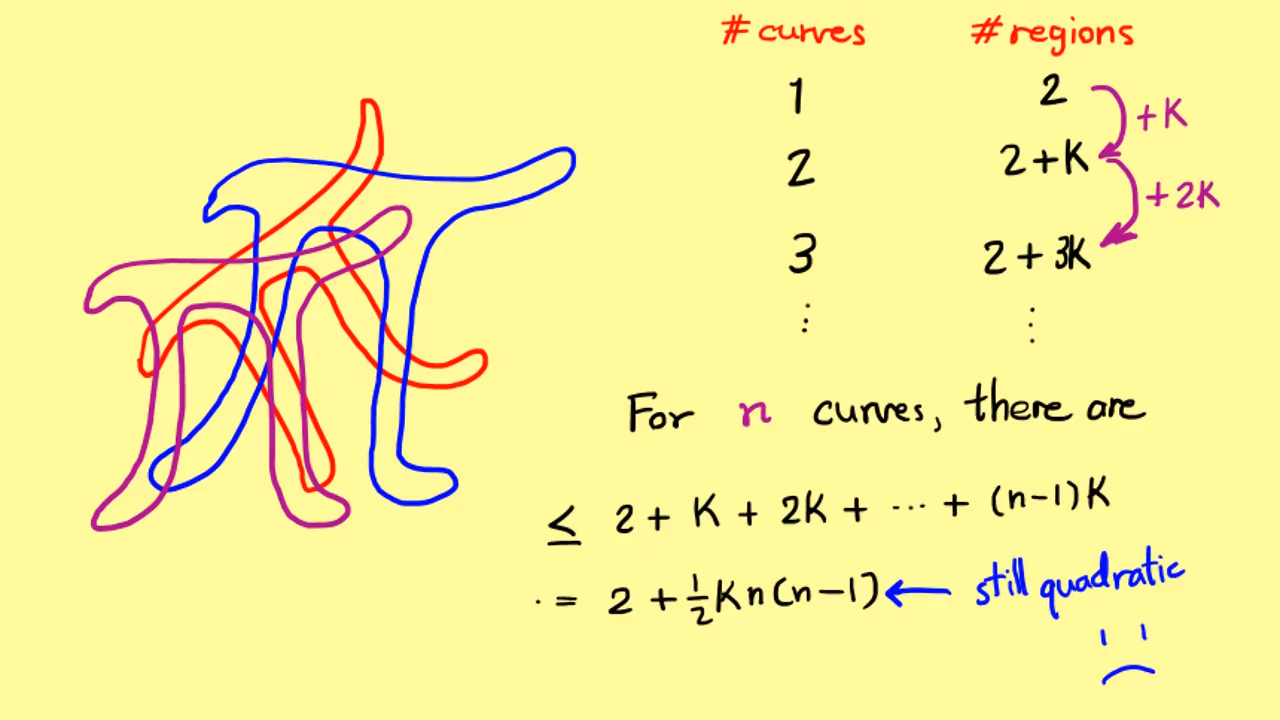 # curves # regions
1 2
+K
2 2+K
+2K
3 2+3K
⋮ ⋮
For n curves, there are
≤ 2 + K + 2K + ⋯ + (n-1)K
. = 2 + ½Kn(n-1) ← still quadratic